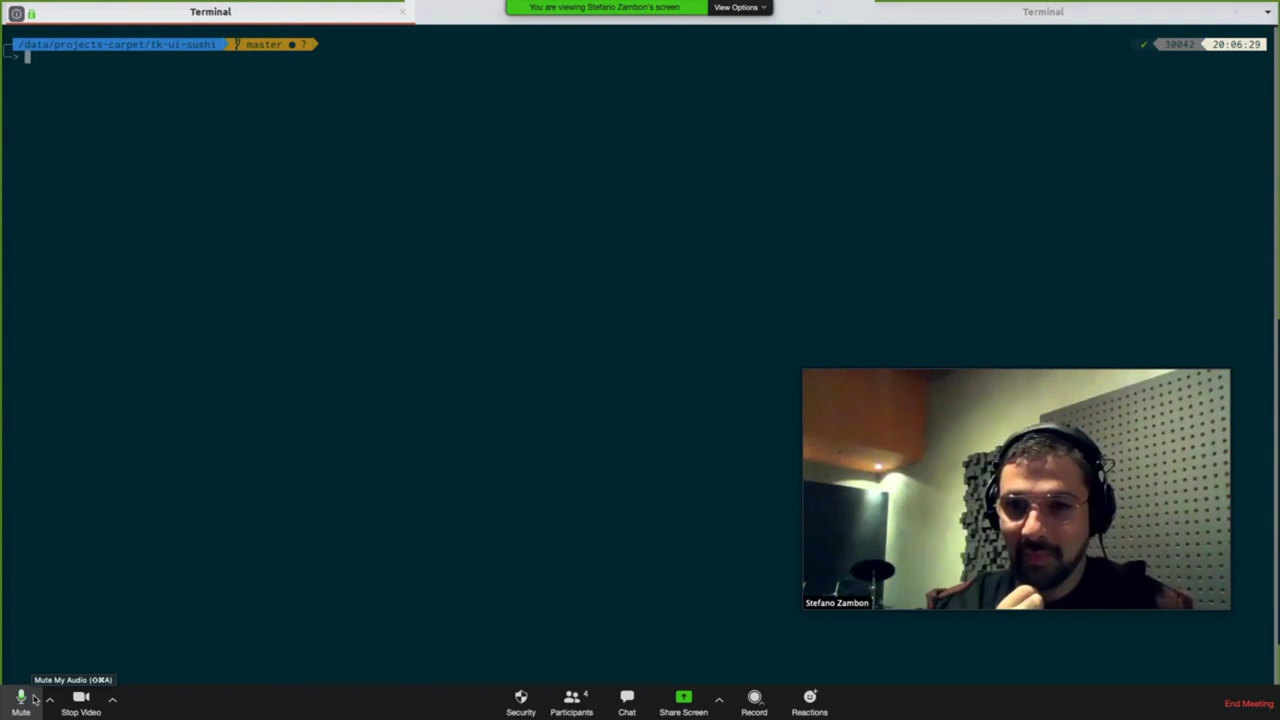 Terminal
You are viewing Stefano Zambon's screen
View Options
Terminal
/data/projects-carpet/tk-ui-sushi master ● ?
✔ 30042 20:06:29
>
Stefano Zambon
Mute My Audio (⇧⌘A)
4
Mute
Stop Video
Security
Participants
Chat
Share Screen
Record
Reactions
End Meeting